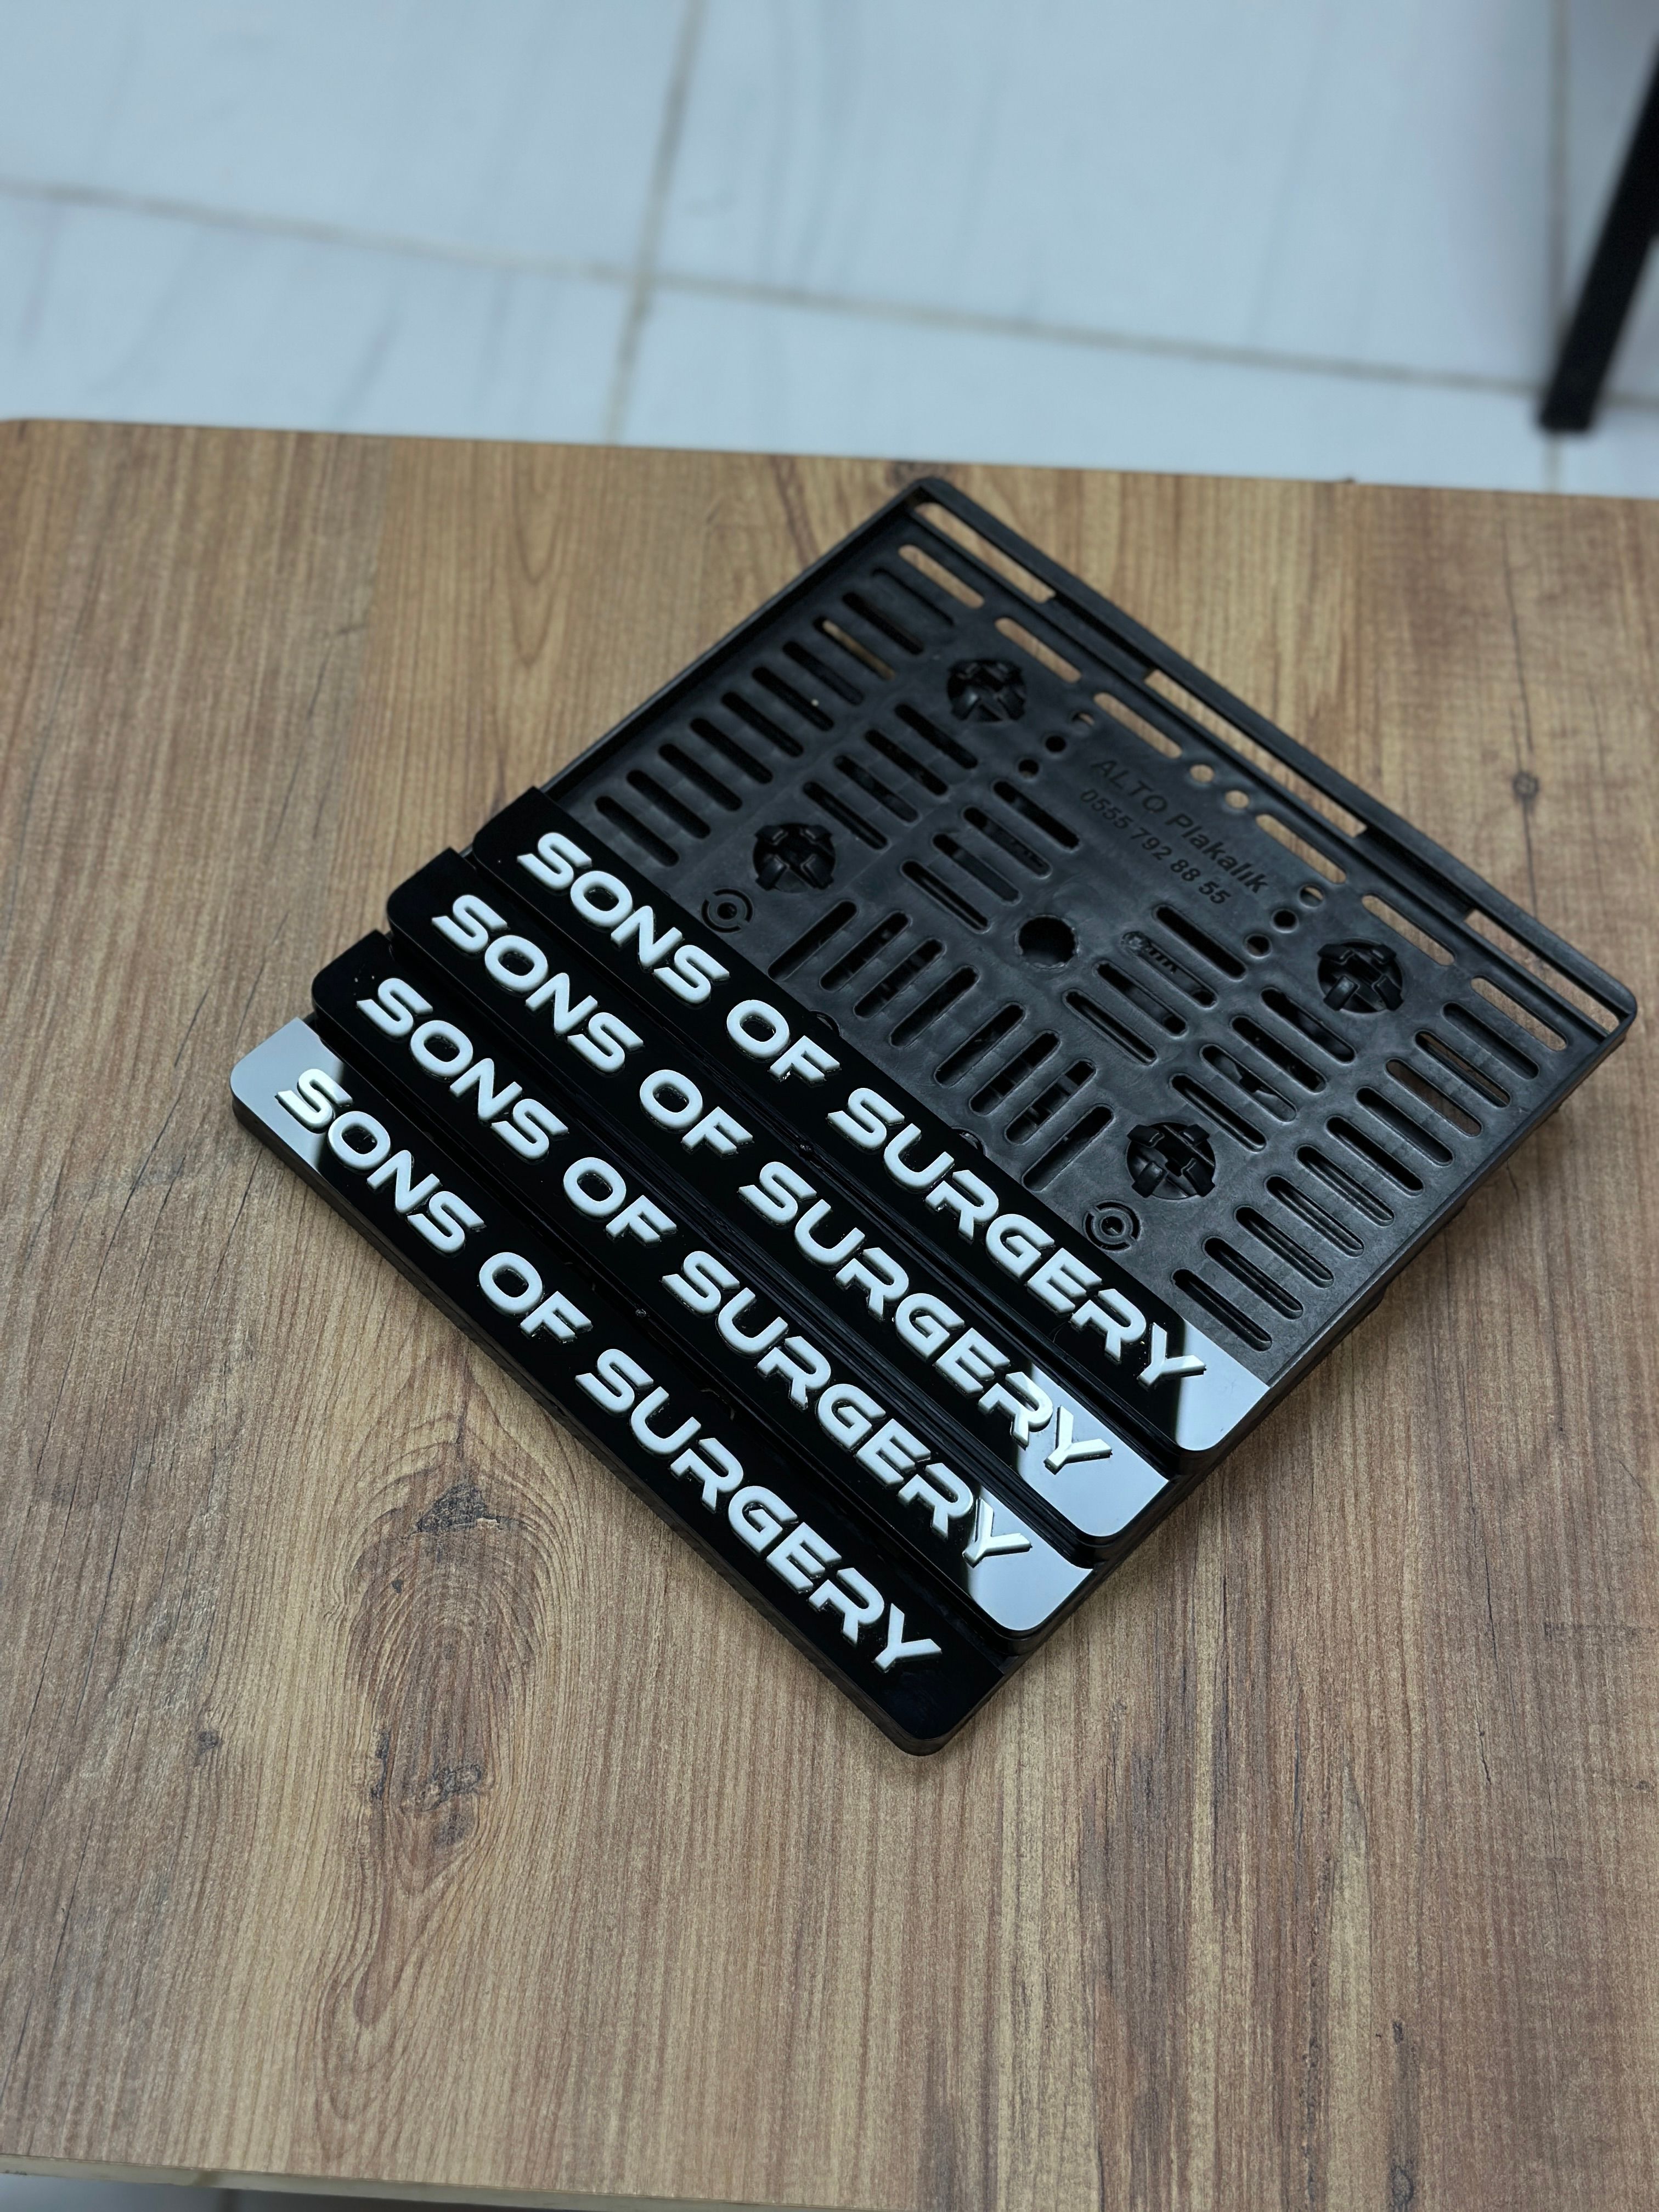 ALTO Plakalık
0555 792 88 55
SONS OF SURGERY
SONS OF SURGERY
SONS OF SURGERY
SONS OF SURGERY